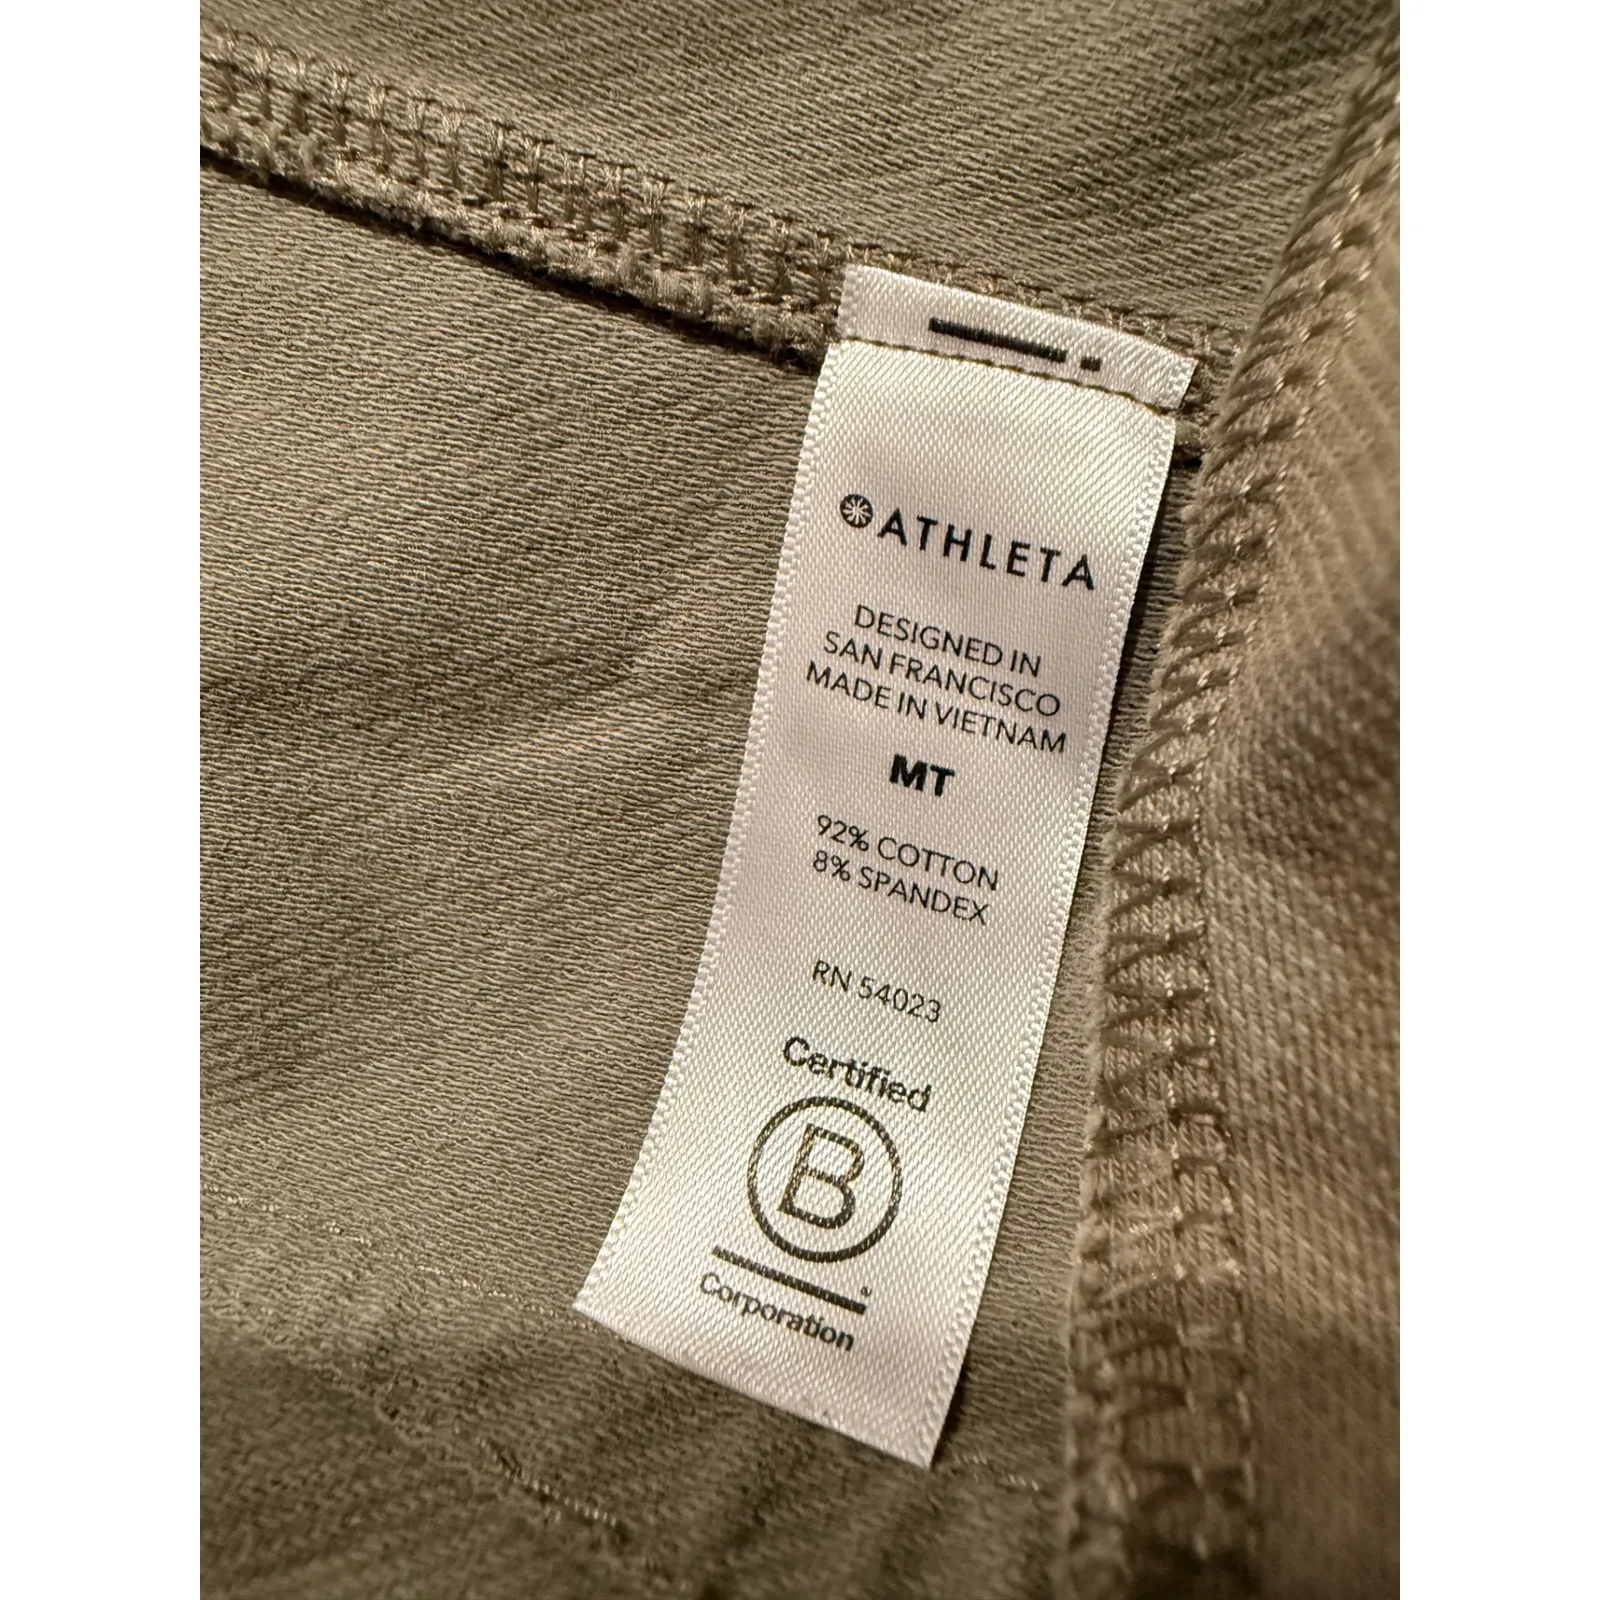 ATHLETA
DESIGNED IN
SAN FRANCISCO
MADE IN VIETNAM
MT
92% COTTON
8% SPANDEX
RN 54023
Certified
B
®
Corporation